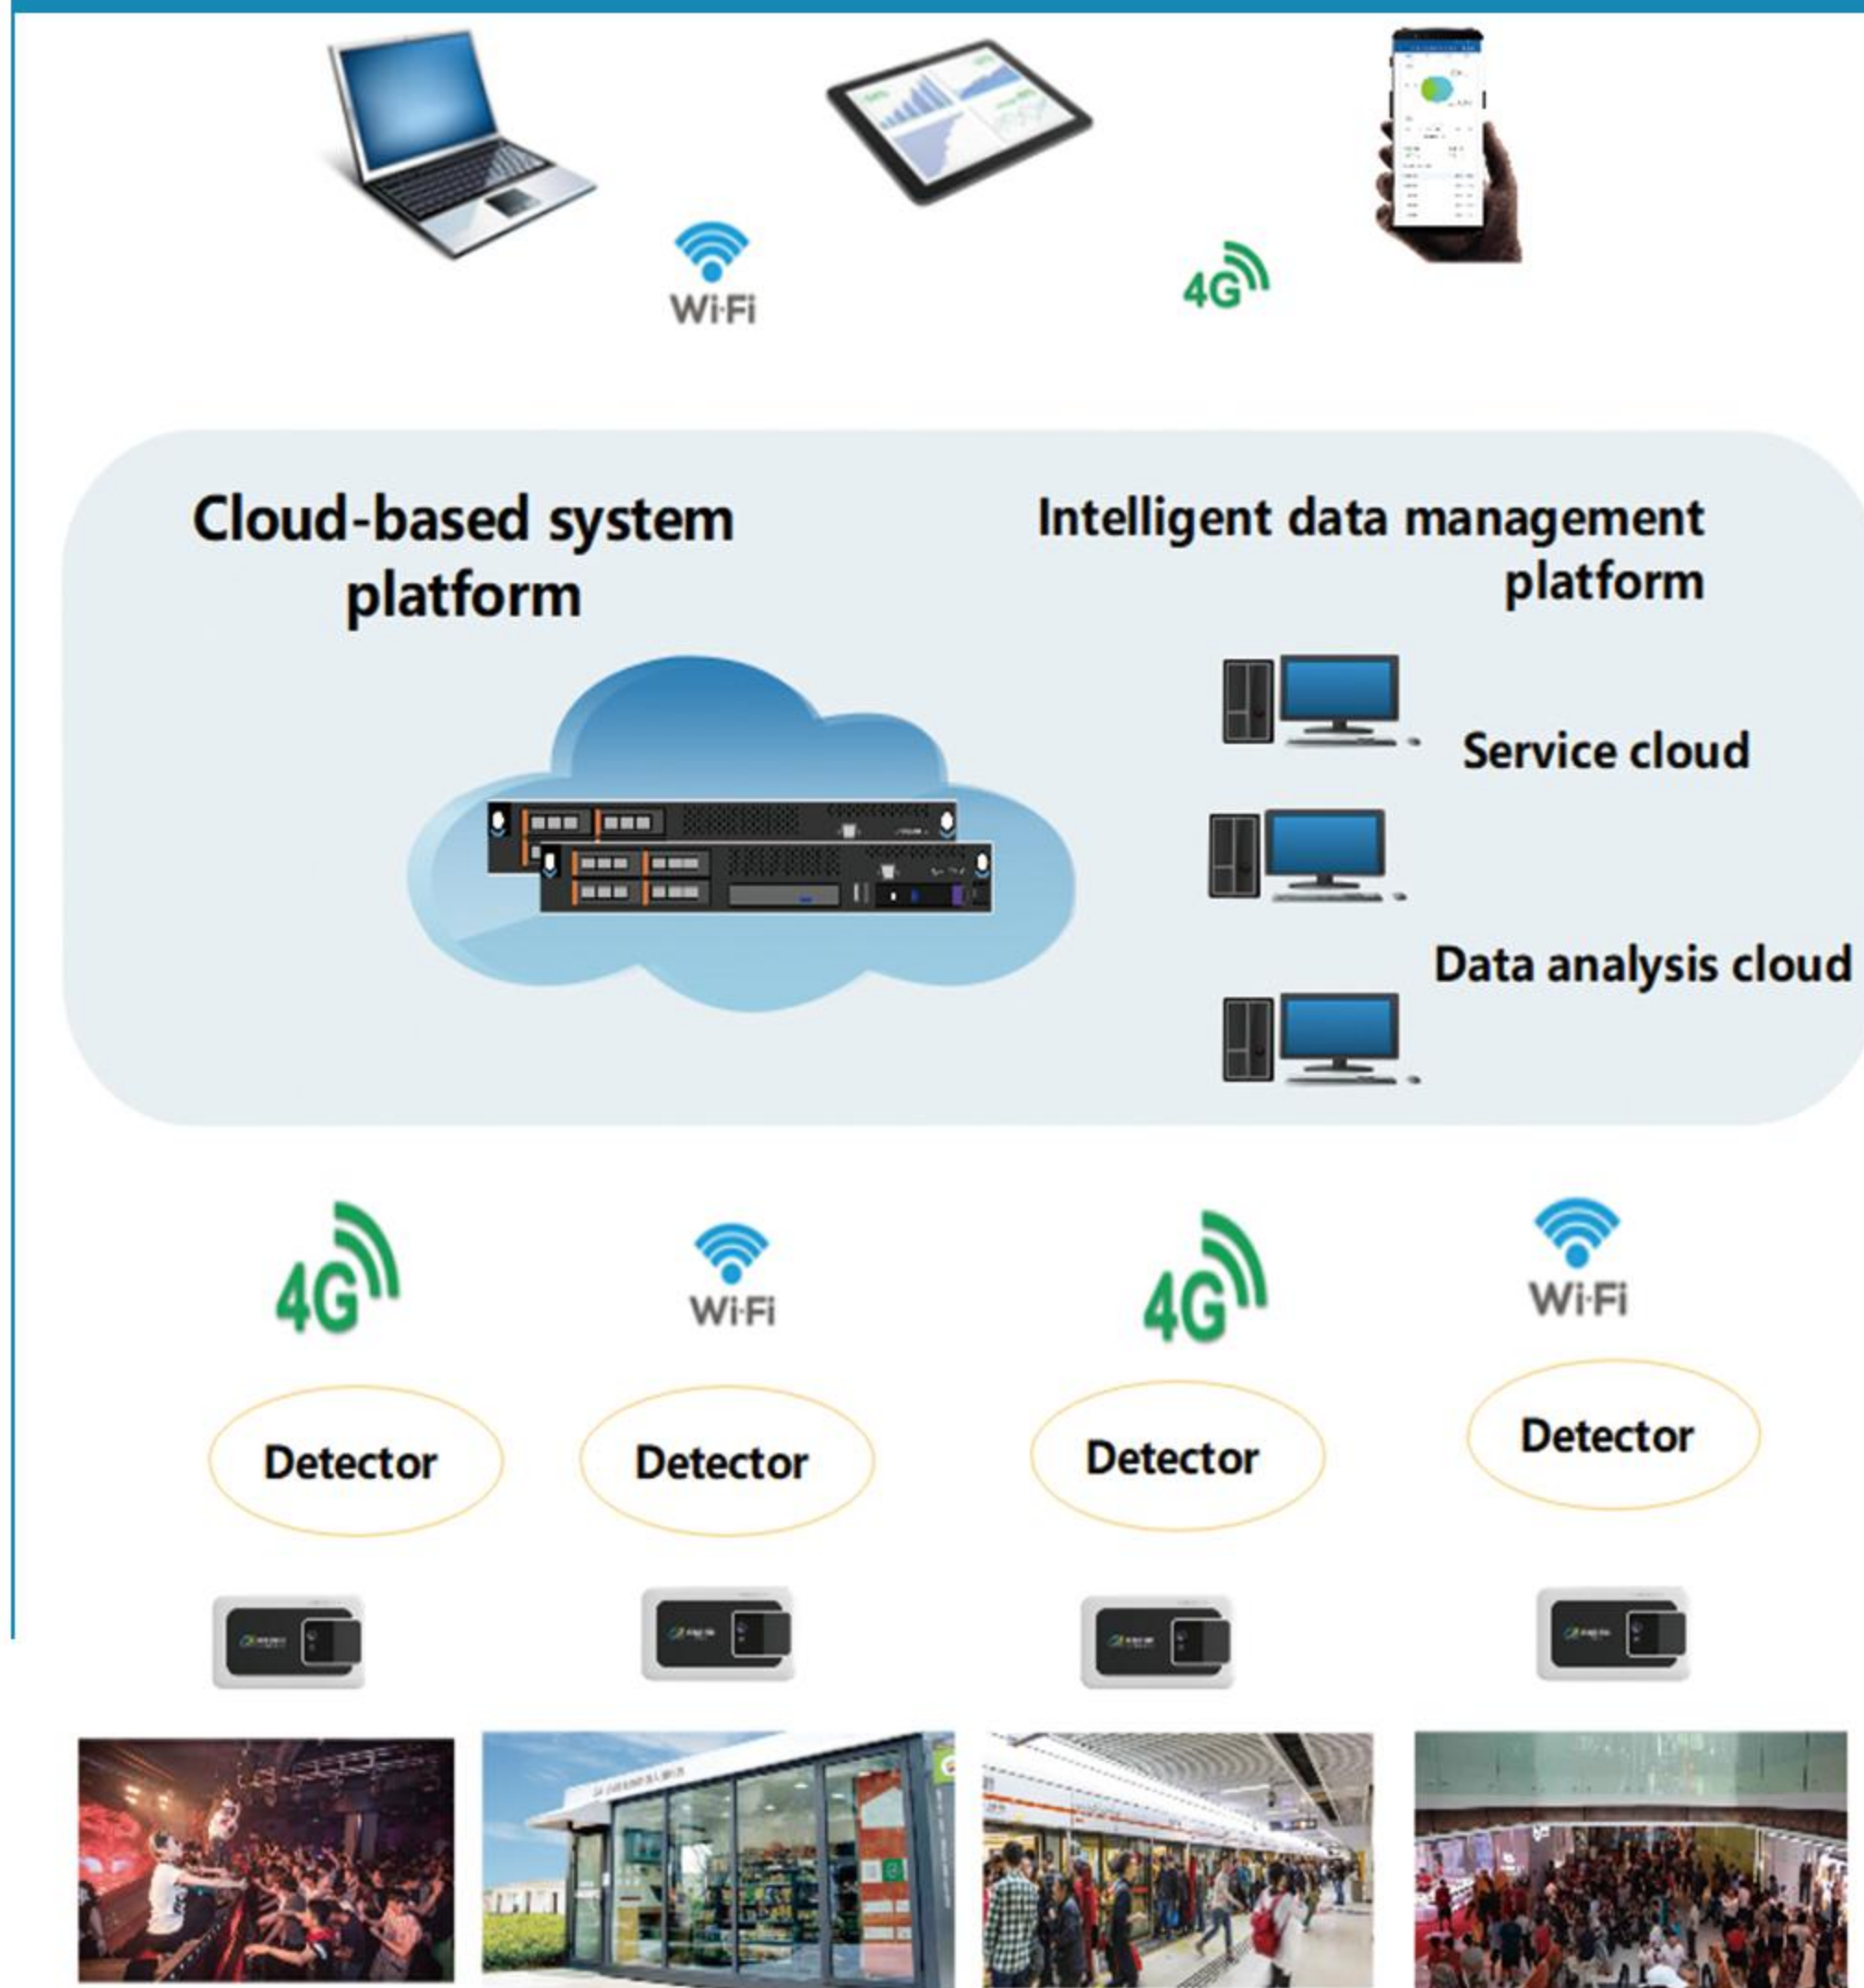 Wi-Fi
4G
Cloud-based system
platform
Intelligent data management
platform
Service cloud
Data analysis cloud
4G
Wi-Fi
4G
Wi-Fi
Detector
Detector
Detector
Detector